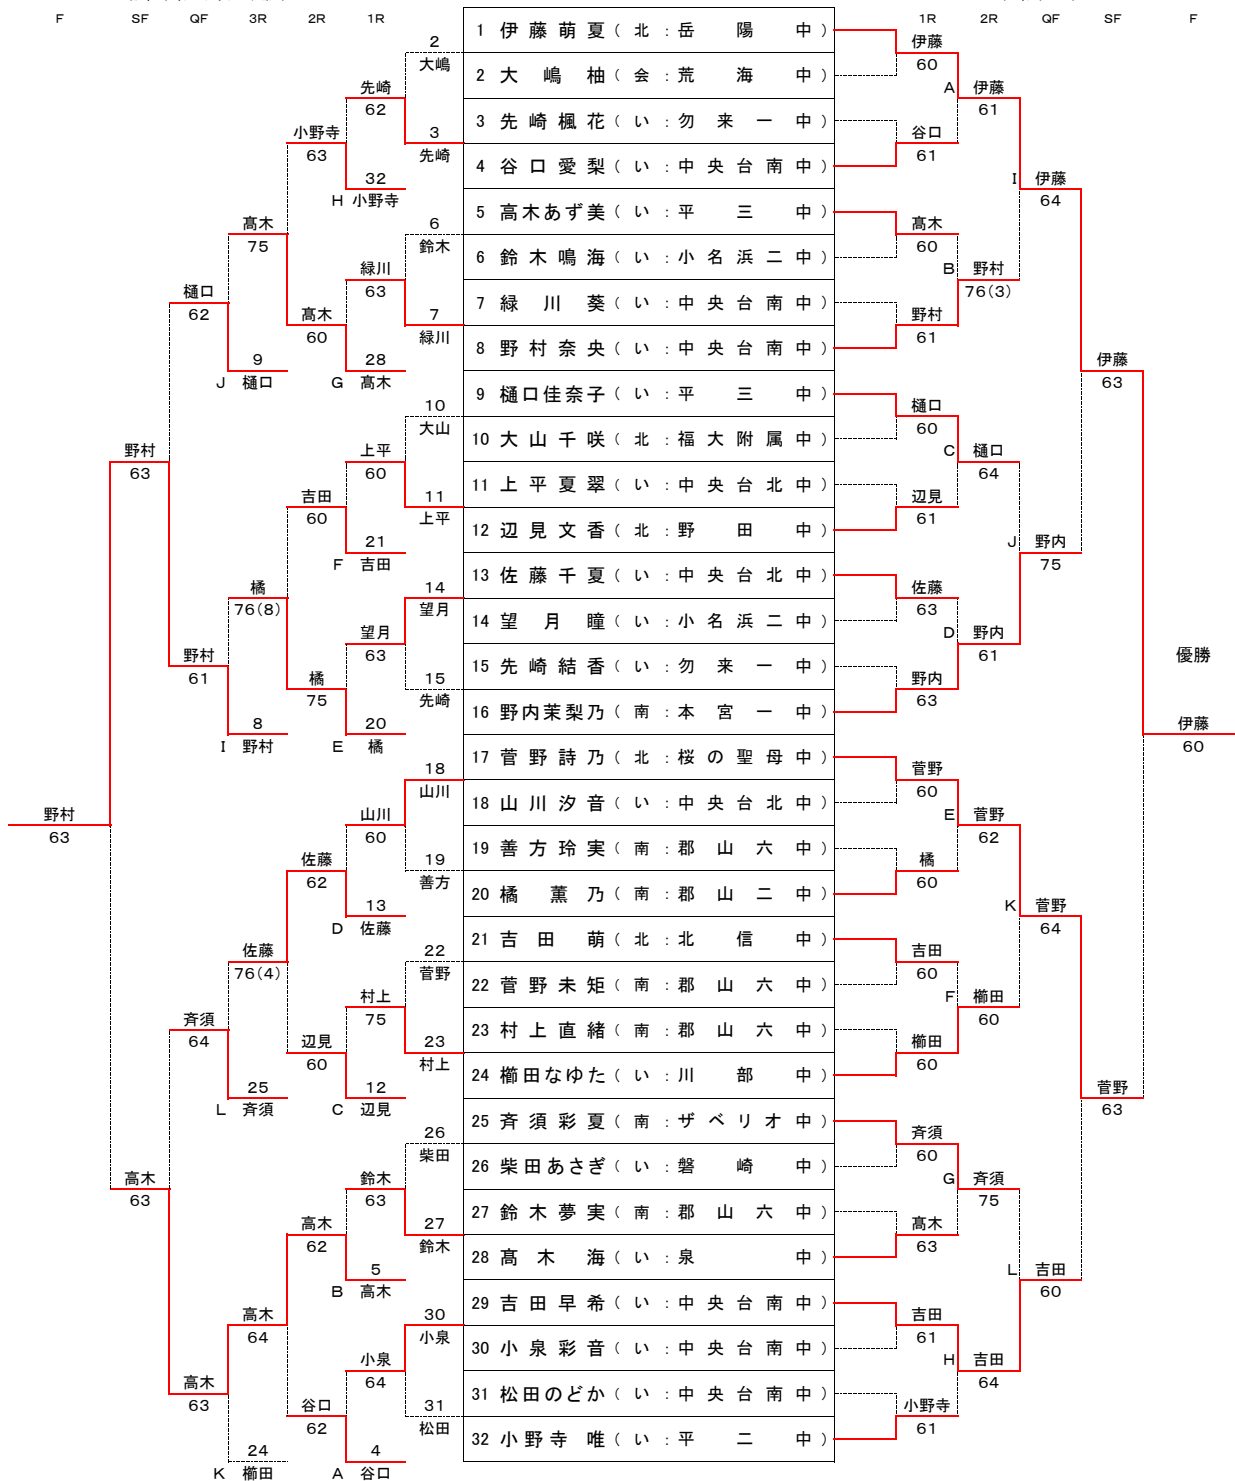 F SF QF 3R 2R 1R
1R 2R QF SF F
1 伊藤萌夏(北:岳陽中)
2 大嶋柚(会:荒海中)
3 先崎楓花(い:勿来一中)
4 谷口愛梨(い:中央台南中)
5 高木あず美(い:平三中)
6 鈴木鳴海(い:小名浜二中)
7 緑川葵(い:中央台南中)
8 野村奈央(い:中央台南中)
9 樋口佳奈子(い:平三中)
10 大山千咲(北:福大附属中)
11 上平夏翠(い:中央台北中)
12 辺見文香(北:野田中)
13 佐藤千夏(い:中央台北中)
14 望月瞳(い:小名浜二中)
15 先崎結香(い:勿来一中)
16 野内茉梨乃(南:本宮一中)
17 菅野詩乃(北:桜の聖母中)
18 山川汐音(い:中央台北中)
19 善方玲実(南:郡山六中)
20 橘薫乃(南:郡山二中)
21 吉田萌(北:北信中)
22 菅野未矩(南:郡山六中)
23 村上直緒(南:郡山六中)
24 櫛田なゆた(い:川部中)
25 斉須彩夏(南:ザベリオ中)
26 柴田あさぎ(い:磐崎中)
27 鈴木夢実(南:郡山六中)
28 髙木海(い:泉中)
29 吉田早希(い:中央台南中)
30 小泉彩音(い:中央台南中)
31 松田のどか(い:中央台南中)
32 小野寺唯(い:平二中)
2
大嶋
3
先崎
6
鈴木
7
緑川
10
大山
11
上平
14
望月
15
先崎
18
山川
19
善方
22
菅野
23
村上
26
柴田
27
鈴木
30
小泉
31
松田
先崎
62
32
H 小野寺
緑川
63
28
G 髙木
上平
60
21
F 吉田
望月
63
20
E 橘
山川
60
13
D 佐藤
村上
75
12
C 辺見
鈴木
63
5
B 高木
小泉
64
4
A 谷口
小野寺
63
髙木
60
吉田
60
橘
75
佐藤
62
辺見
60
高木
62
谷口
62
髙木
75
9
J 樋口
橘
76(8)
8
I 野村
佐藤
76(4)
25
L 斉須
高木
64
24
K 櫛田
樋口
62
野村
61
斉須
64
高木
63
野村
63
高木
63
野村
63
伊藤
60
A
谷口
61
高木
60
B
野村
61
樋口
60
C
辺見
61
佐藤
63
D
野内
63
菅野
60
E
橘
60
吉田
60
F
櫛田
60
斉須
60
G
髙木
63
吉田
61
H
小野寺
61
伊藤
61
I
野村
76(3)
樋口
64
J
野内
61
菅野
62
K
櫛田
60
斉須
75
L
吉田
64
伊藤
64
野内
75
菅野
64
吉田
60
伊藤
63
菅野
63
優勝
伊藤
60